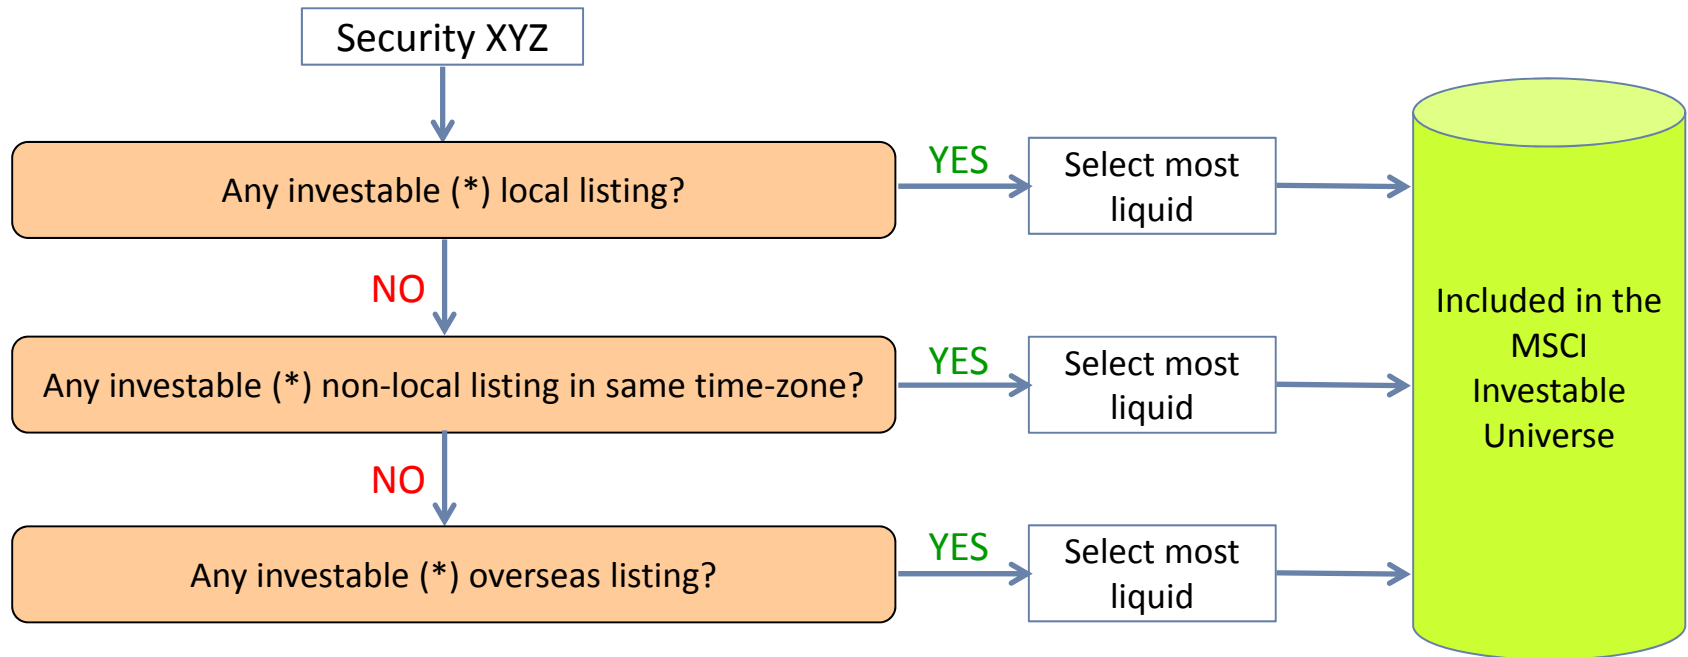 Security XYZ
Any investable (*) local listing?
YES
Select most
liquid
NO
Any investable (*) non-local listing in same time-zone?
YES
Select most
liquid
NO
Any investable (*) overseas listing?
YES
Select most
liquid
Included in the
MSCI
Investable
Universe